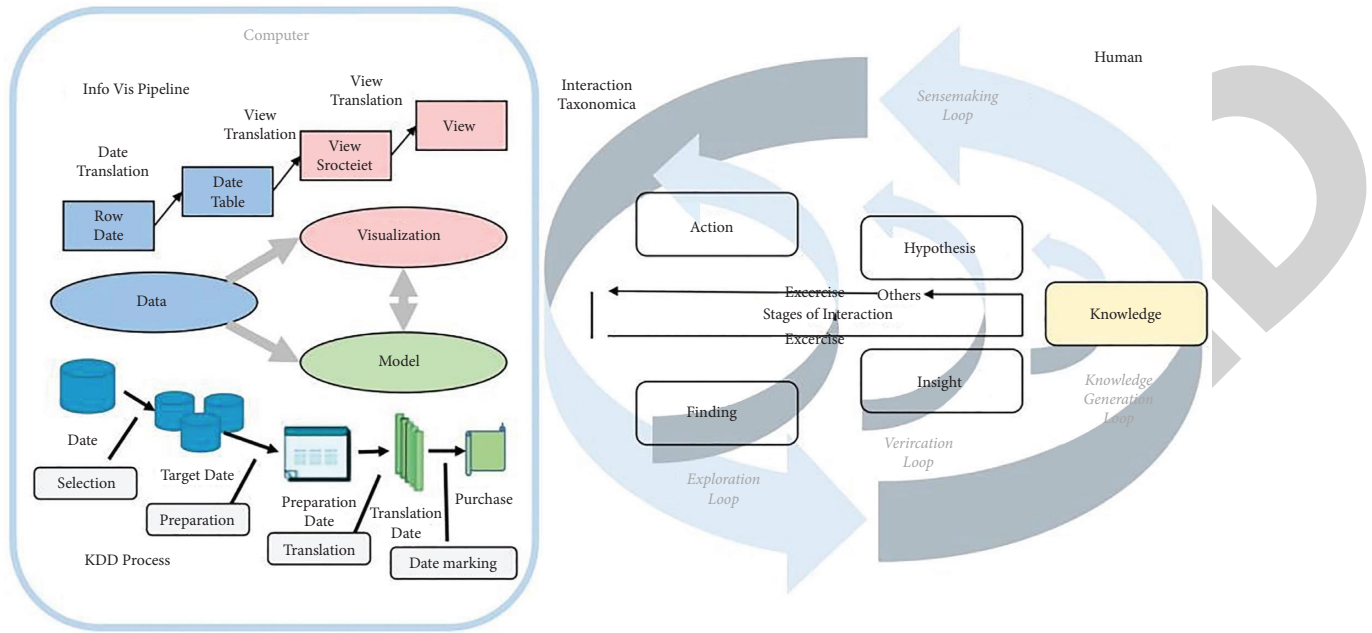 Computer
Info Vis Pipeline
Date
Translation
View
Translation
View
Translation
Row
Date
Date
Table
View
Srocteiet
View
Visualization
Data
Model
Date
Selection
Target Date
Preparation
Preparation
Date
Translation
Translation
Date
Purchase
Date marking
KDD Process
Interaction
Taxonomica
Human
Sensemaking
Loop
Action
Hypothesis
Excercise
Others
Stages of Interaction
Excercise
Knowledge
Finding
Insight
Knowledge
Generation
Loop
Verircation
Loop
Exploration
Loop